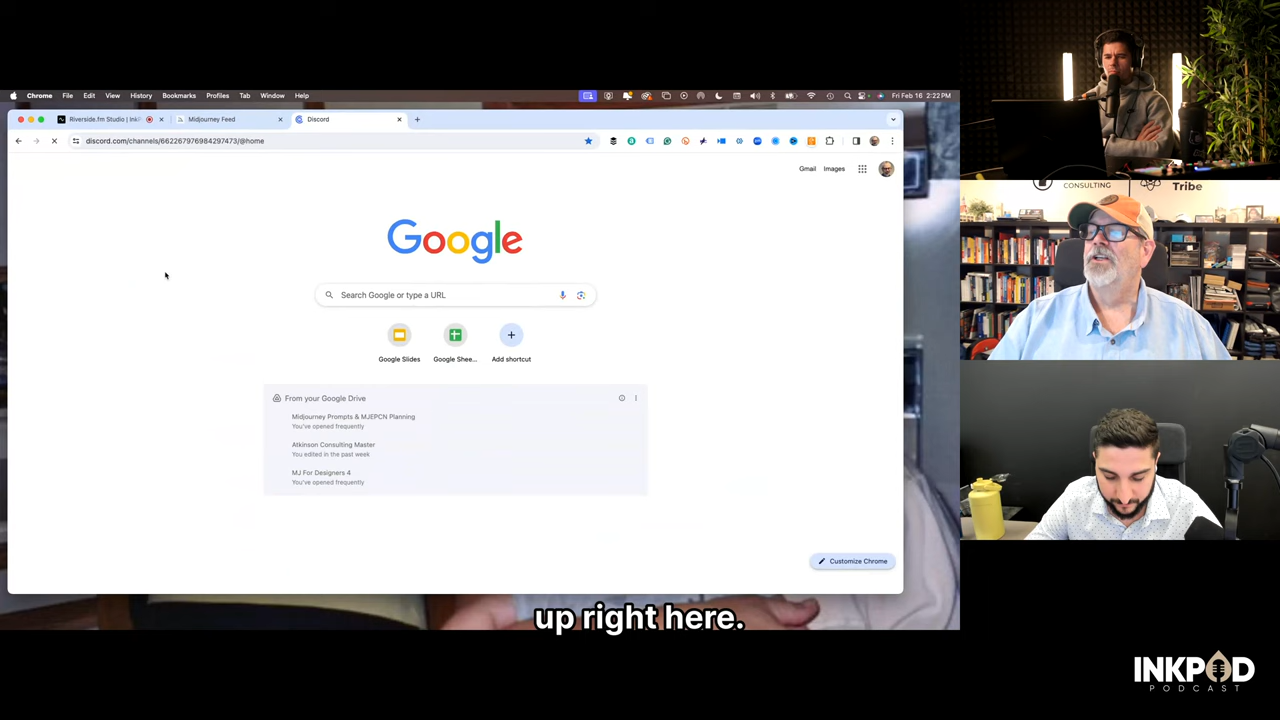 Chrome File Edit View History Bookmarks Profiles Tab Window Help
Fri Feb 16 2:22 PM
Riverside.fm Studio | Ink
Midjourney Feed
Discord
discord.com/channels/662267976984297473/@home
Gmail Images
Google
Search Google or type a URL
Google Slides
Google Shee...
Add shortcut
From your Google Drive
Midjourney Prompts & MJEPCN Planning
You've opened frequently
Atkinson Consulting Master
You edited in the past week
MJ For Designers 4
You've opened frequently
Customize Chrome
up right here.
CONSULTING
Tribe
INKPOD
PODCAST